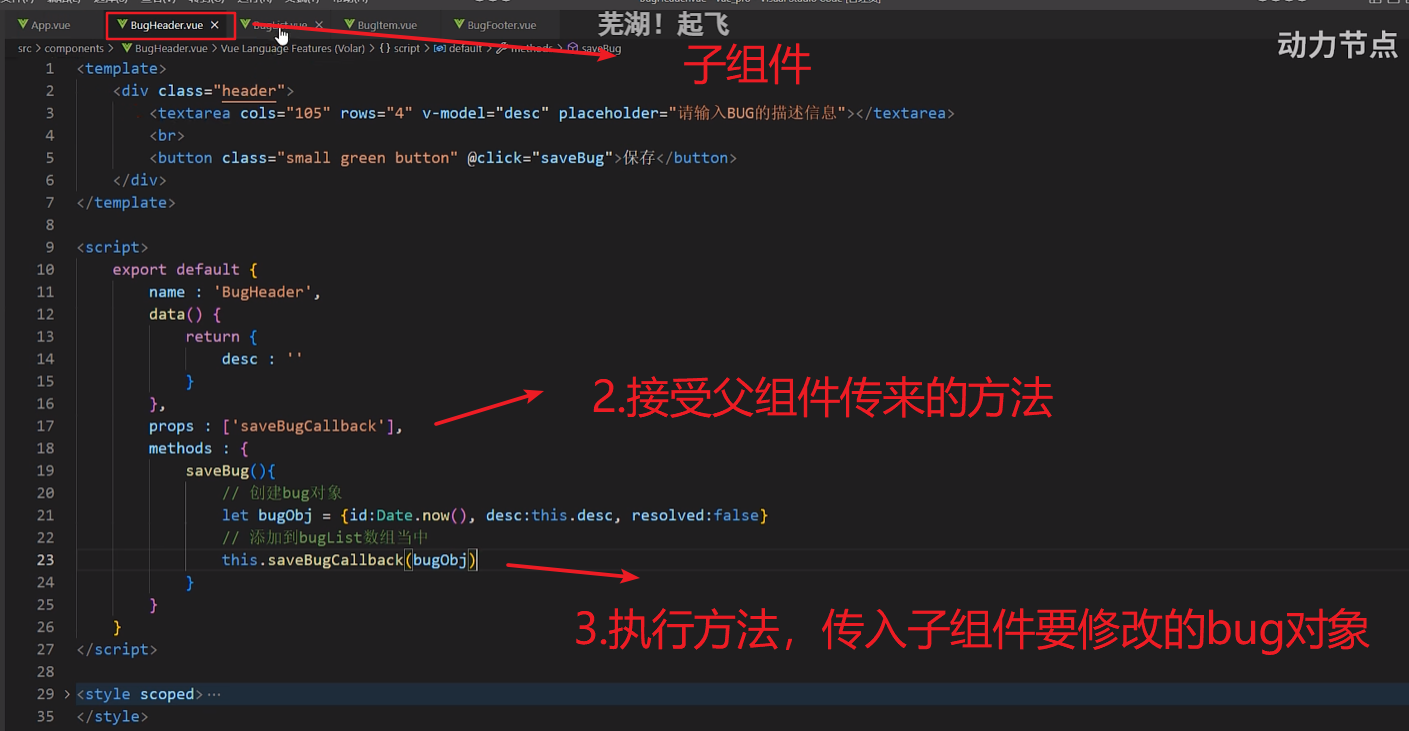 App.vue BugHeader.vue BugList.vue BugItem.vue BugFooter.vue
芜湖！起飞
动力节点
src > components > BugHeader.vue > Vue Language Features (Volar) > {} script > default > methods > saveBug
子组件
1 <template>
2 <div class="header">
3 <textarea cols="105" rows="4" v-model="desc" placeholder="请输入BUG的描述信息"></textarea>
4 <br>
5 <button class="small green button" @click="saveBug">保存</button>
6 </div>
7 </template>
8
9 <script>
10 export default {
11 name : 'BugHeader',
12 data() {
13 return {
14 desc : ''
15 }
16 },
2.接受父组件传来的方法
17 props : ['saveBugCallback'],
18 methods : {
19 saveBug(){
20 // 创建bug对象
21 let bugObj = {id:Date.now(), desc:this.desc, resolved:false}
22 // 添加到bugList数组当中
23 this.saveBugCallback(bugObj)
24 }
25 }
3.执行方法，传入子组件要修改的bug对象
26 }
27 </script>
28
29 <style scoped> ···
35 </style>